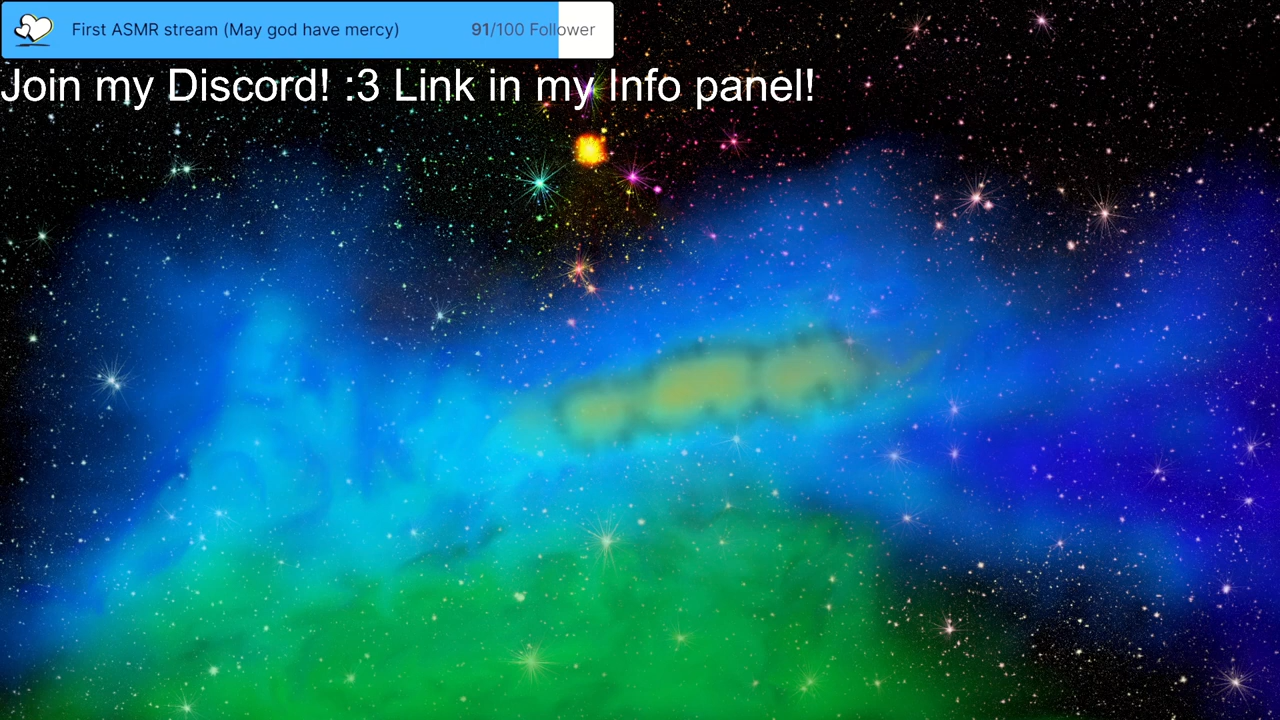 First ASMR stream (May god have mercy) 91/100 Follower
Join my Discord! :3 Link in my Info panel!